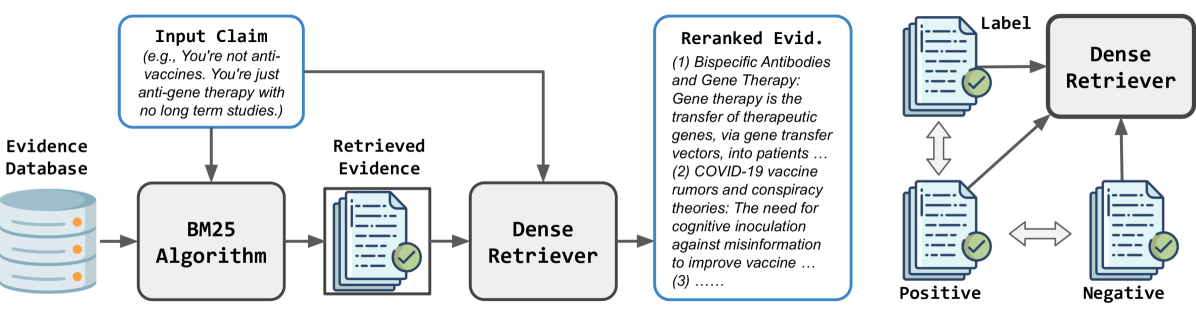 Input Claim
(e.g., You're not anti-
vaccines. You're just
anti-gene therapy with
no long term studies.)
Evidence
Database
BM25
Algorithm
Retrieved
Evidence
Dense
Retriever
Reranked Evid.
(1) Bispecific Antibodies
and Gene Therapy:
Gene therapy is the
transfer of therapeutic
genes, via gene transfer
vectors, into patients ...
(2) COVID-19 vaccine
rumors and conspiracy
theories: The need for
cognitive inoculation
against misinformation
to improve vaccine ...
(3) ......
Label
Dense
Retriever
Positive
Negative